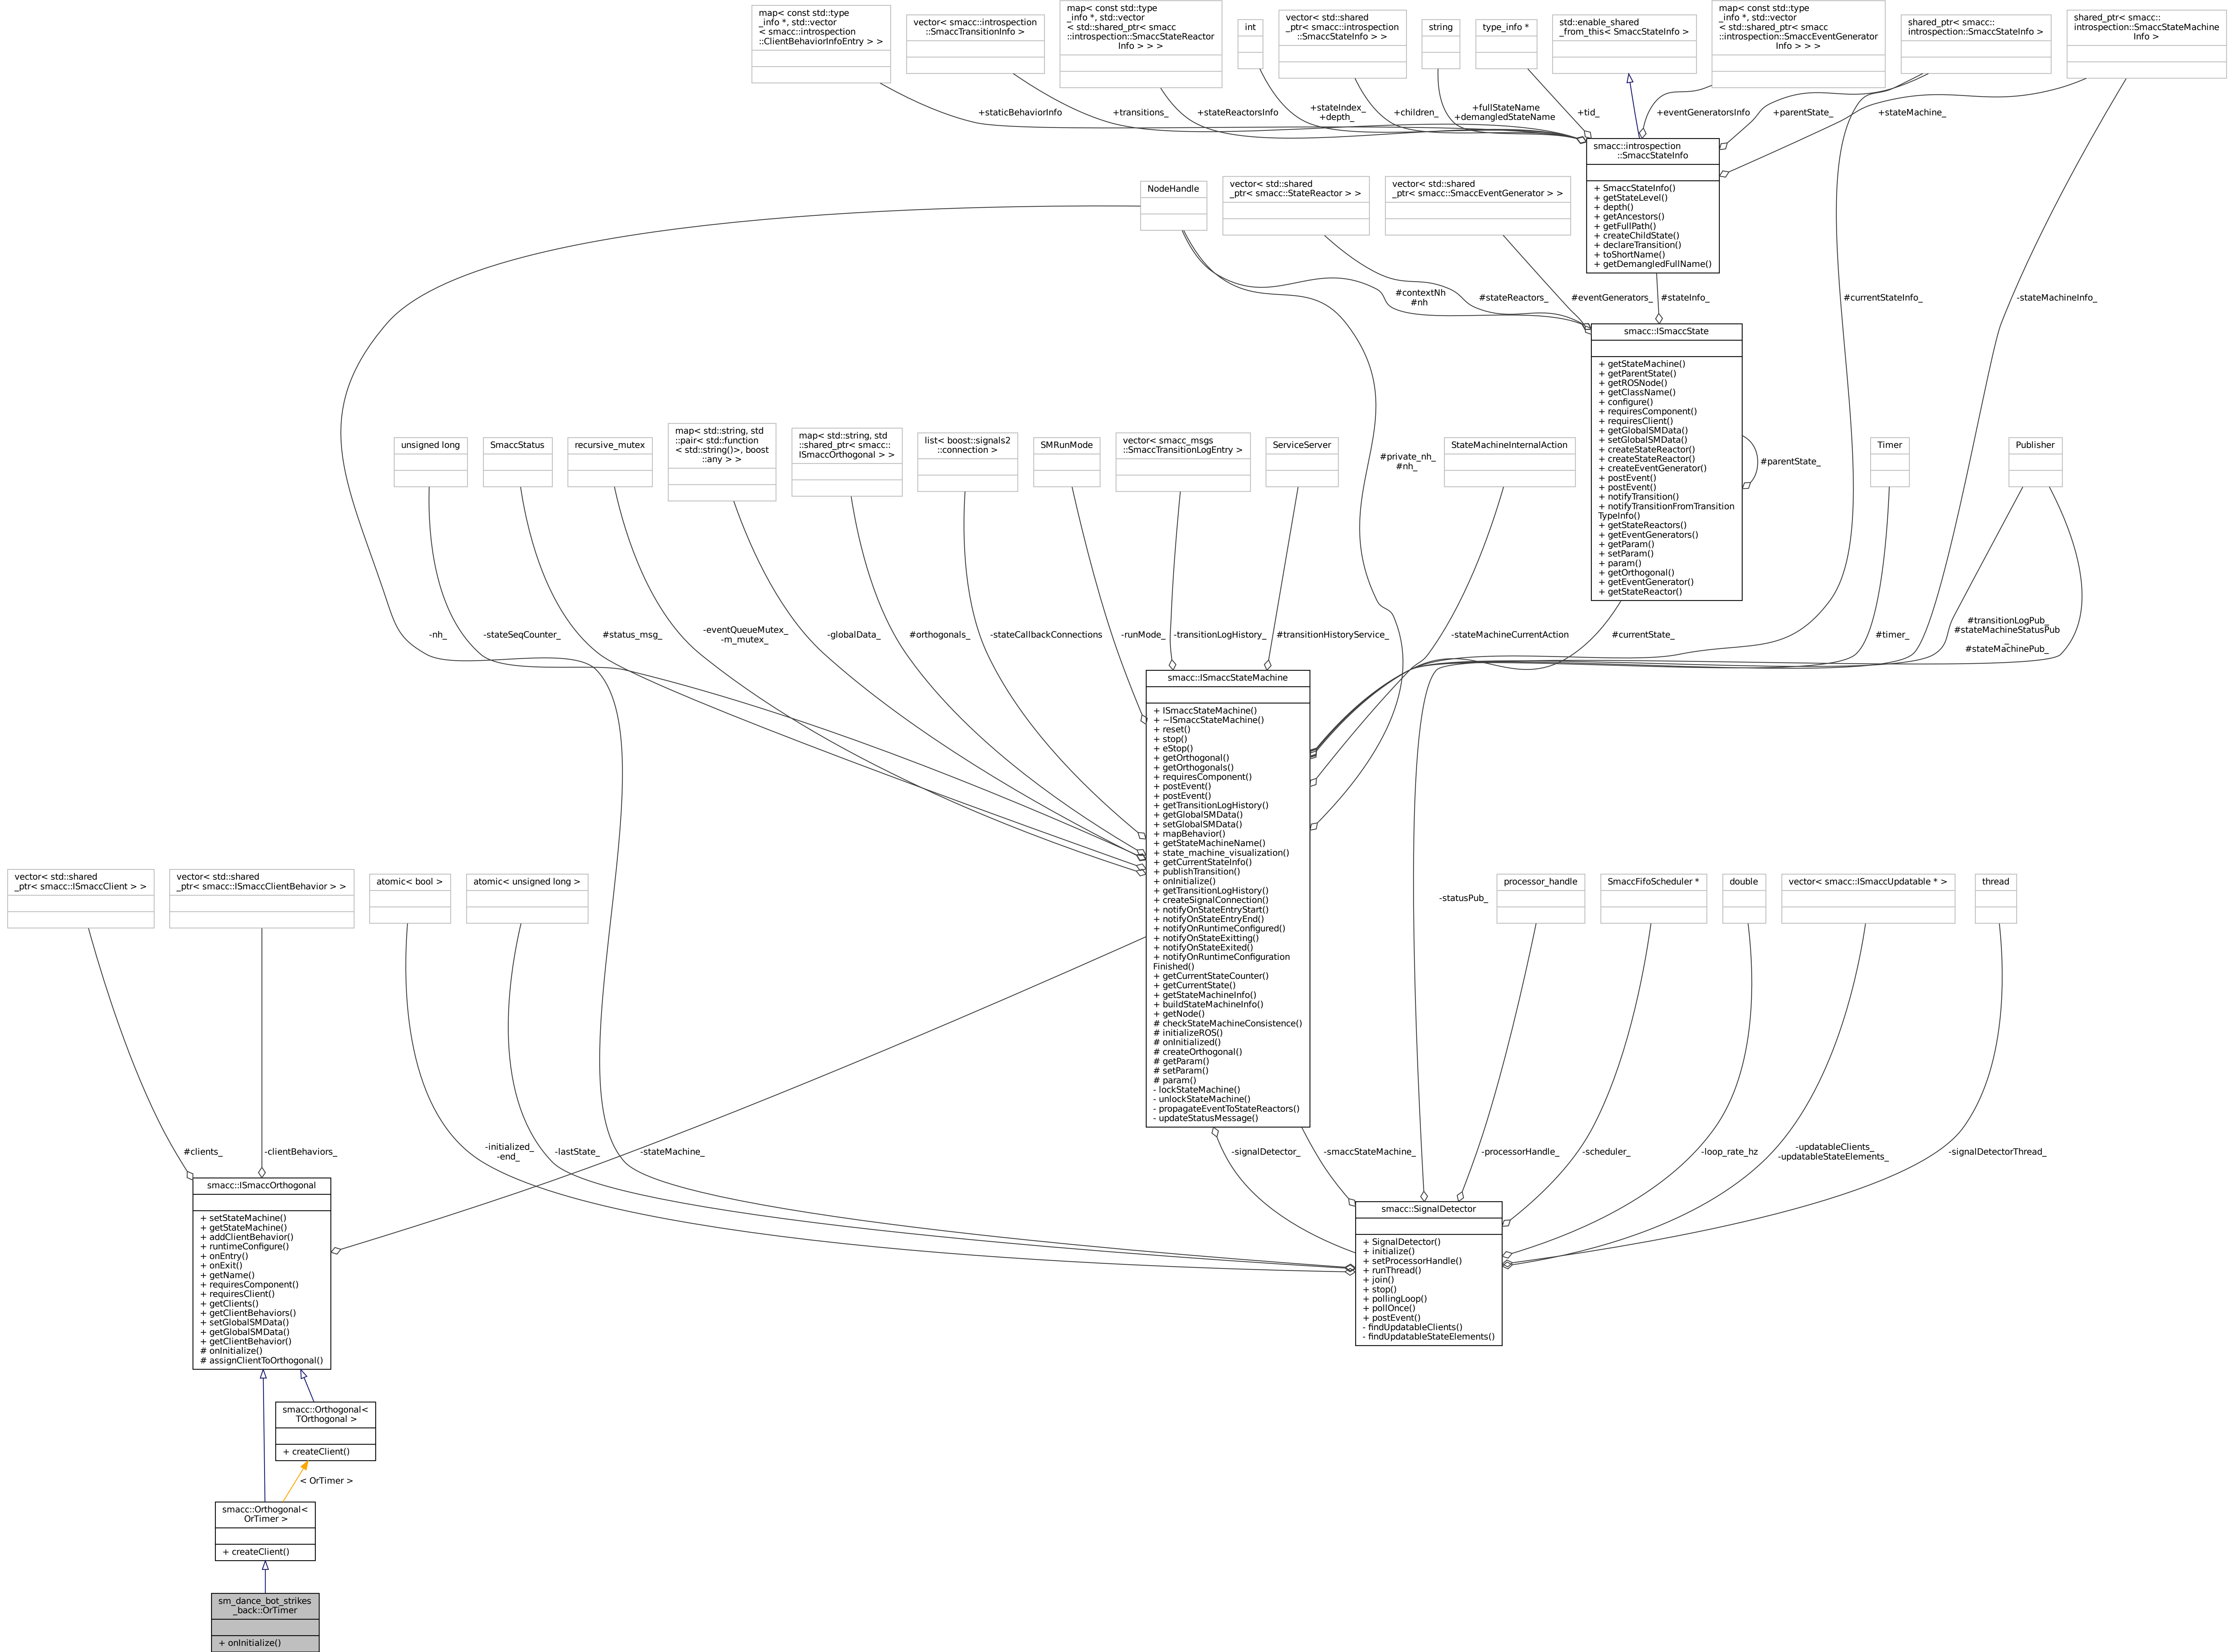 map< const std::type
_info *, std::vector
< smacc::introspection
::ClientBehaviorInfoEntry > >
vector< smacc::introspection
::SmaccTransitionInfo >
map< const std::type
_info *, std::vector
< std::shared_ptr< smacc
::introspection::SmaccStateReactor
Info > > >
int
vector< std::shared
_ptr< smacc::introspection
::SmaccStateInfo > >
string
type_info *
std::enable_shared
_from_this< SmaccStateInfo >
map< const std::type
_info *, std::vector
< std::shared_ptr< smacc
::introspection::SmaccEventGenerator
Info > > >
shared_ptr< smacc::
introspection::SmaccStateInfo >
shared_ptr< smacc::
introspection::SmaccStateMachine
Info >
+staticBehaviorInfo
+transitions_
+stateReactorsInfo
+stateIndex_
+depth_
+children_
+fullStateName
+demangledStateName
+tid_
+eventGeneratorsInfo
+parentState_
+stateMachine_
smacc::introspection
::SmaccStateInfo
+ SmaccStateInfo()
+ getStateLevel()
+ depth()
+ getAncestors()
+ getFullPath()
+ createChildState()
+ declareTransition()
+ toShortName()
+ getDemangledFullName()
NodeHandle
vector< std::shared
_ptr< smacc::StateReactor > >
vector< std::shared
_ptr< smacc::SmaccEventGenerator > >
#contextNh
#nh
#stateReactors_
#eventGenerators_
#stateInfo_
#currentStateInfo_
-stateMachineInfo_
smacc::ISmaccState
+ getStateMachine()
+ getParentState()
+ getROSNode()
+ getClassName()
+ configure()
+ requiresComponent()
+ requiresClient()
+ getGlobalSMData()
+ setGlobalSMData()
+ createStateReactor()
+ createStateReactor()
+ createEventGenerator()
+ postEvent()
+ postEvent()
+ notifyTransition()
+ notifyTransitionFromTransition
TypeInfo()
+ getStateReactors()
+ getEventGenerators()
+ getParam()
+ setParam()
+ param()
+ getOrthogonal()
+ getEventGenerator()
+ getStateReactor()
#parentState_
unsigned long
SmaccStatus
recursive_mutex
map< std::string, std
::pair< std::function
< std::string()>, boost
::any > >
map< std::string, std
::shared_ptr< smacc::
ISmaccOrthogonal > >
list< boost::signals2
::connection >
SMRunMode
vector< smacc_msgs
::SmaccTransitionLogEntry >
ServiceServer
#private_nh_
#nh_
StateMachineInternalAction
Timer
Publisher
-nh_
-stateSeqCounter_
#status_msg_
-eventQueueMutex_
-m_mutex_
-globalData_
#orthogonals_
-stateCallbackConnections
-runMode_
-transitionLogHistory_
#transitionHistoryService_
-stateMachineCurrentAction
#currentState_
#timer_
#transitionLogPub_
#stateMachineStatusPub
_
#stateMachinePub_
smacc::ISmaccStateMachine
+ ISmaccStateMachine()
+ ~ISmaccStateMachine()
+ reset()
+ stop()
+ eStop()
+ getOrthogonal()
+ getOrthogonals()
+ requiresComponent()
+ postEvent()
+ postEvent()
+ getTransitionLogHistory()
+ getGlobalSMData()
+ setGlobalSMData()
+ mapBehavior()
+ getStateMachineName()
+ state_machine_visualization()
+ getCurrentStateInfo()
+ publishTransition()
+ onInitialize()
+ getTransitionLogHistory()
+ createSignalConnection()
+ notifyOnStateEntryStart()
+ notifyOnStateEntryEnd()
+ notifyOnRuntimeConfigured()
+ notifyOnStateExitting()
+ notifyOnStateExited()
+ notifyOnRuntimeConfiguration
Finished()
+ getCurrentStateCounter()
+ getCurrentState()
+ getStateMachineInfo()
+ buildStateMachineInfo()
+ getNode()
# checkStateMachineConsistence()
# initializeROS()
# onInitialized()
# createOrthogonal()
# getParam()
# setParam()
# param()
- lockStateMachine()
- unlockStateMachine()
- propagateEventToStateReactors()
- updateStatusMessage()
vector< std::shared
_ptr< smacc::ISmaccClient > >
vector< std::shared
_ptr< smacc::ISmaccClientBehavior > >
atomic< bool >
atomic< unsigned long >
-statusPub_
processor_handle
SmaccFifoScheduler *
double
vector< smacc::ISmaccUpdatable * >
thread
#clients_
-clientBehaviors_
-initialized_
-end_
-lastState_
-stateMachine_
-signalDetector_
-smaccStateMachine_
-processorHandle_
-scheduler_
-loop_rate_hz
-updatableClients_
-updatableStateElements_
-signalDetectorThread_
smacc::ISmaccOrthogonal
+ setStateMachine()
+ getStateMachine()
+ addClientBehavior()
+ runtimeConfigure()
+ onEntry()
+ onExit()
+ getName()
+ requiresComponent()
+ requiresClient()
+ getClients()
+ getClientBehaviors()
+ setGlobalSMData()
+ getGlobalSMData()
+ getClientBehavior()
# onInitialize()
# assignClientToOrthogonal()
smacc::SignalDetector
+ SignalDetector()
+ initialize()
+ setProcessorHandle()
+ runThread()
+ join()
+ stop()
+ pollingLoop()
+ pollOnce()
+ postEvent()
- findUpdatableClients()
- findUpdatableStateElements()
smacc::Orthogonal<
TOrthogonal >
+ createClient()
< OrTimer >
smacc::Orthogonal<
OrTimer >
+ createClient()
sm_dance_bot_strikes
_back::OrTimer
+ onInitialize()